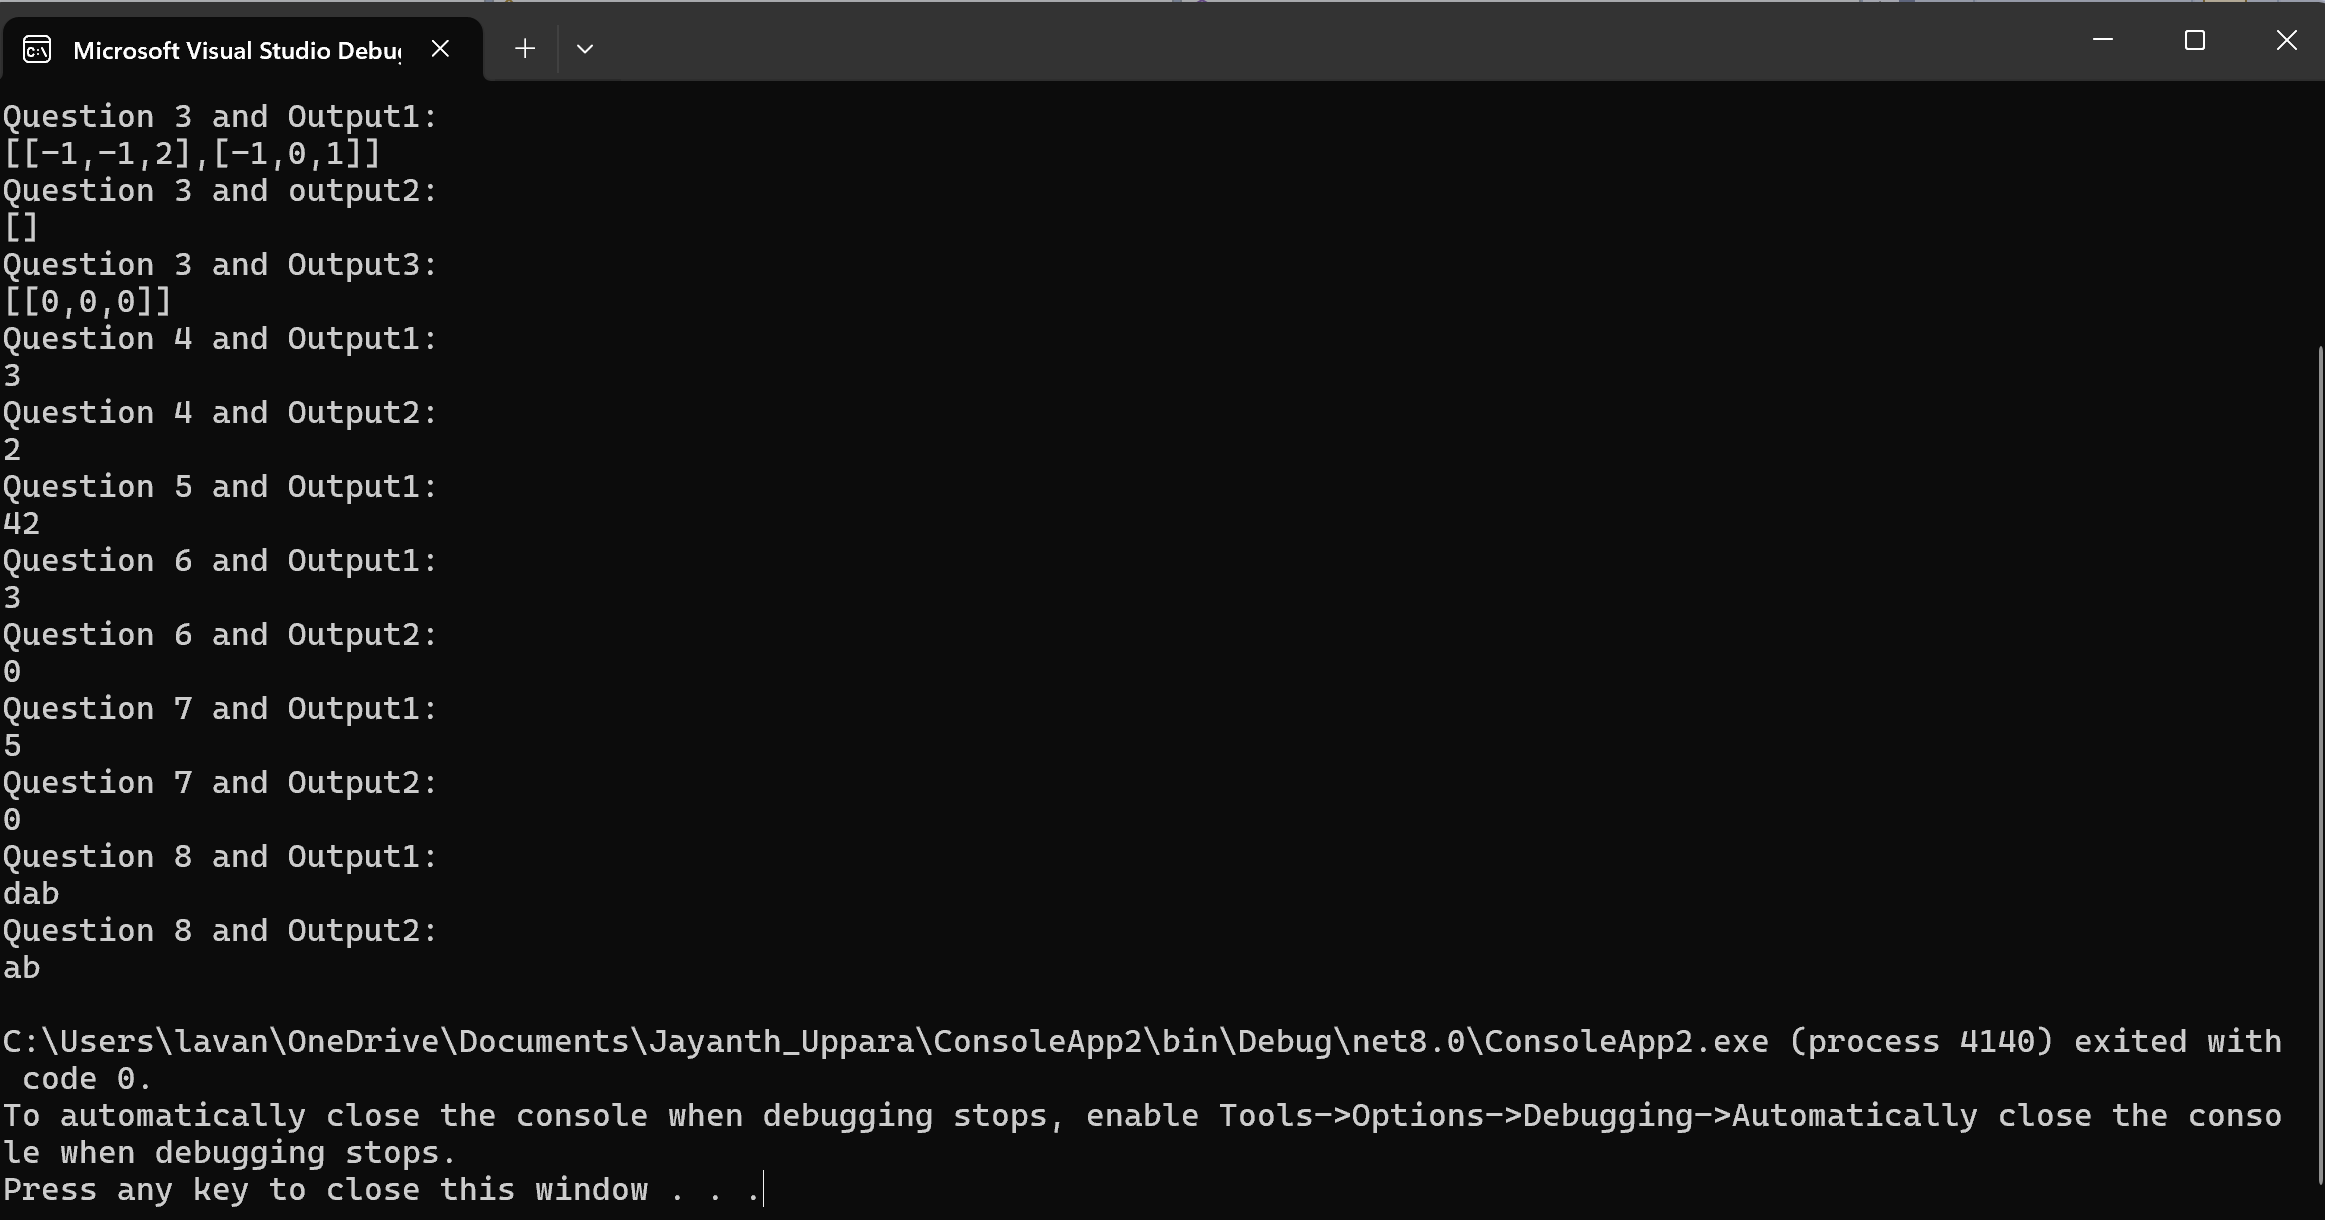 Microsoft Visual Studio Debu
Question 3 and Output1:
[[-1,-1,2],[-1,0,1]]
Question 3 and output2:
[]
Question 3 and Output3:
[[0,0,0]]
Question 4 and Output1:
3
Question 4 and Output2:
2
Question 5 and Output1:
42
Question 6 and Output1:
3
Question 6 and Output2:
0
Question 7 and Output1:
5
Question 7 and Output2:
0
Question 8 and Output1:
dab
Question 8 and Output2:
ab
C:\Users\lavan\OneDrive\Documents\Jayanth_Uppara\ConsoleApp2\bin\Debug\net8.0\ConsoleApp2.exe (process 4140) exited with
code 0.
To automatically close the console when debugging stops, enable Tools->Options->Debugging->Automatically close the conso
le when debugging stops.
Press any key to close this window . . .